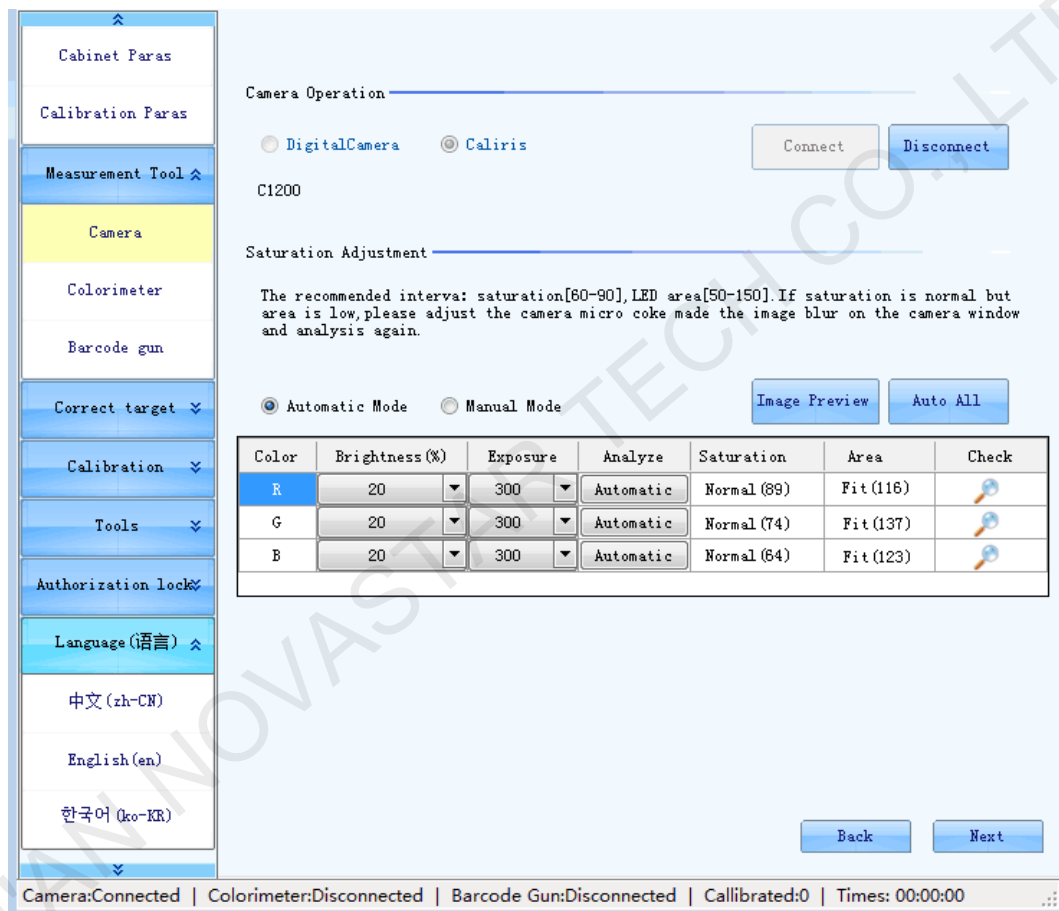 Cabinet Paras
Calibration Paras
Measurement Tool
Camera
Colorimeter
Barcode gun
Correct target
Calibration
Tools
Authorization lock
Language(语言)
中文(zh-CN)
English(en)
한국어(ko-KR)
Camera Operation
DigitalCamera Caliris Connect Disconnect
C1200
Saturation Adjustment
The recommended interva: saturation[60-90],LED area[50-150].If saturation is normal but
area is low,please adjust the camera micro coke made the image blur on the camera window
and analysis again.
Automatic Mode Manual Mode Image Preview Auto All
Color Brightness(%) Exposure Analyze Saturation Area Check
R 20 300 Automatic Normal(89) Fit(116)
G 20 300 Automatic Normal(74) Fit(137)
B 20 300 Automatic Normal(64) Fit(123)
Back Next
Camera:Connected | Colorimeter:Disconnected | Barcode Gun:Disconnected | Callibrated:0 | Times: 00:00:00
NOVASTAR TECH CO.,